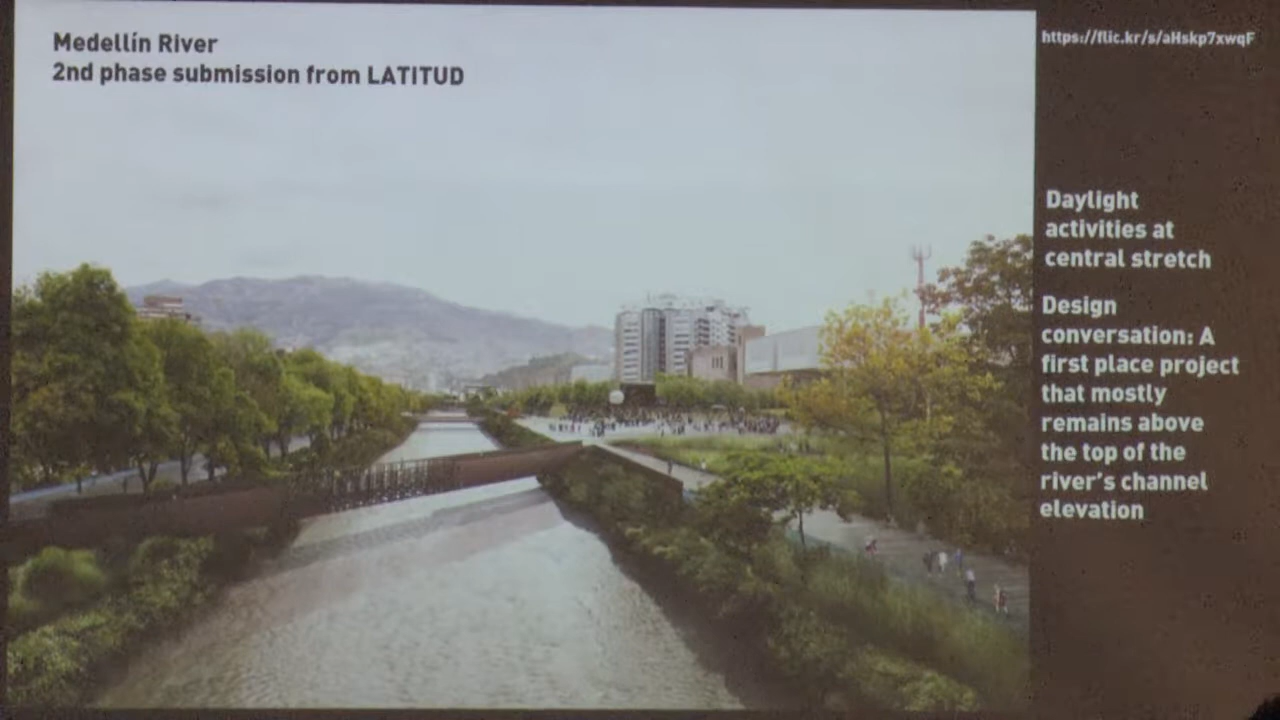 Medellín River
2nd phase submission from LATITUD
https://flic.kr/s/aHskp7xwqF
Daylight
activities at
central stretch
Design
conversation: A
first place project
that mostly
remains above
the top of the
river's channel
elevation